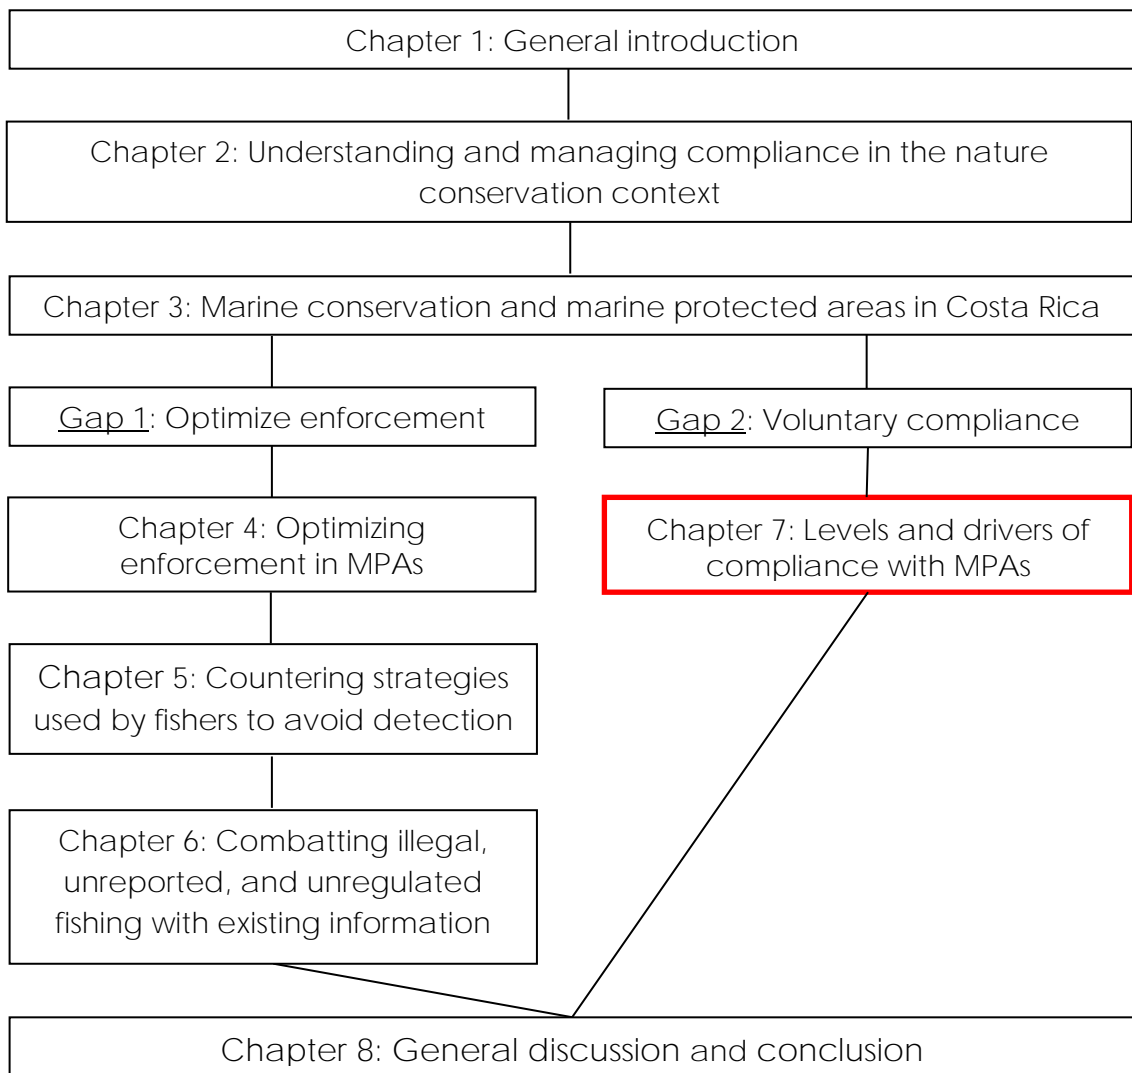 Chapter 1: General introduction
Chapter 2: Understanding and managing compliance in the nature
conservation context
Chapter 3: Marine conservation and marine protected areas in Costa Rica
Gap 1: Optimize enforcement
Gap 2: Voluntary compliance
Chapter 4: Optimizing
enforcement in MPAs
Chapter 7: Levels and drivers of
compliance with MPAs
Chapter 5: Countering strategies
used by fishers to avoid detection
Chapter 6: Combatting illegal,
unreported, and unregulated
fishing with existing information
Chapter 8: General discussion and conclusion